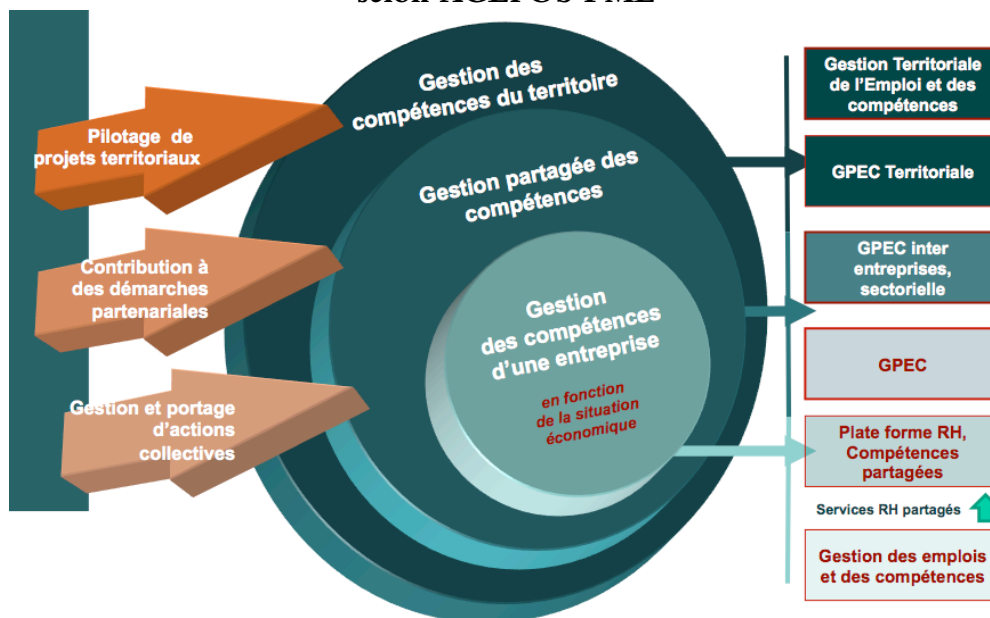 selon AGEFOS PME
Gestion des
compétences du territoire
Gestion partagée des
compétences
Gestion
des compétences
d'une entreprise
en fonction
de la situation
économique
Pilotage de
projets territoriaux
Contribution à
des démarches
partenariales
Gestion et portage
d'actions
collectives
Gestion Territoriale
de l'Emploi et des
compétences
GPEC Territoriale
GPEC inter
entreprises,
sectorielle
GPEC
Plate forme RH,
Compétences
partagées
Services RH partagés
Gestion des emplois
et des compétences